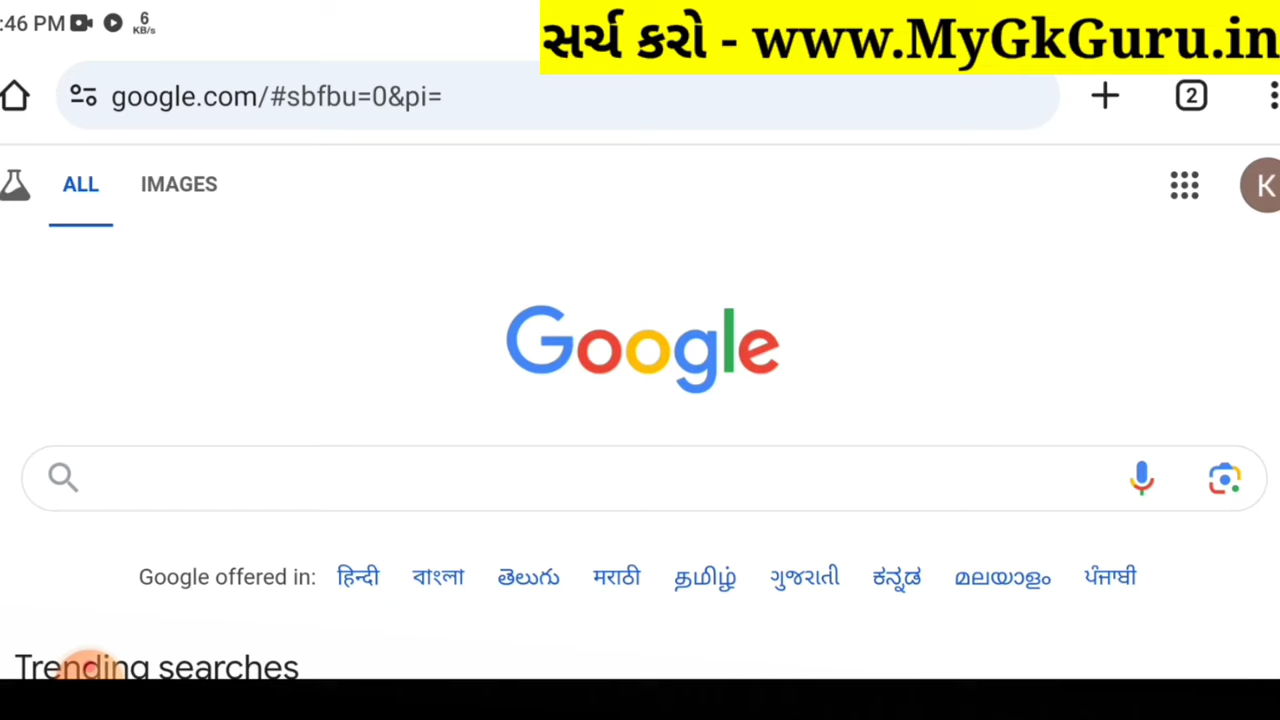 :46 PM 6 KB/s
સર્ચ કરો - www.MyGkGuru.in
google.com/#sbfbu=0&pi=
2
ALL IMAGES
K
Google
Google offered in: हिन्दी বাংলা తెలుగు मराठी தமிழ் ગુજરાતી ಕನ್ನಡ മലയാളം ਪੰਜਾਬੀ
Trending searches